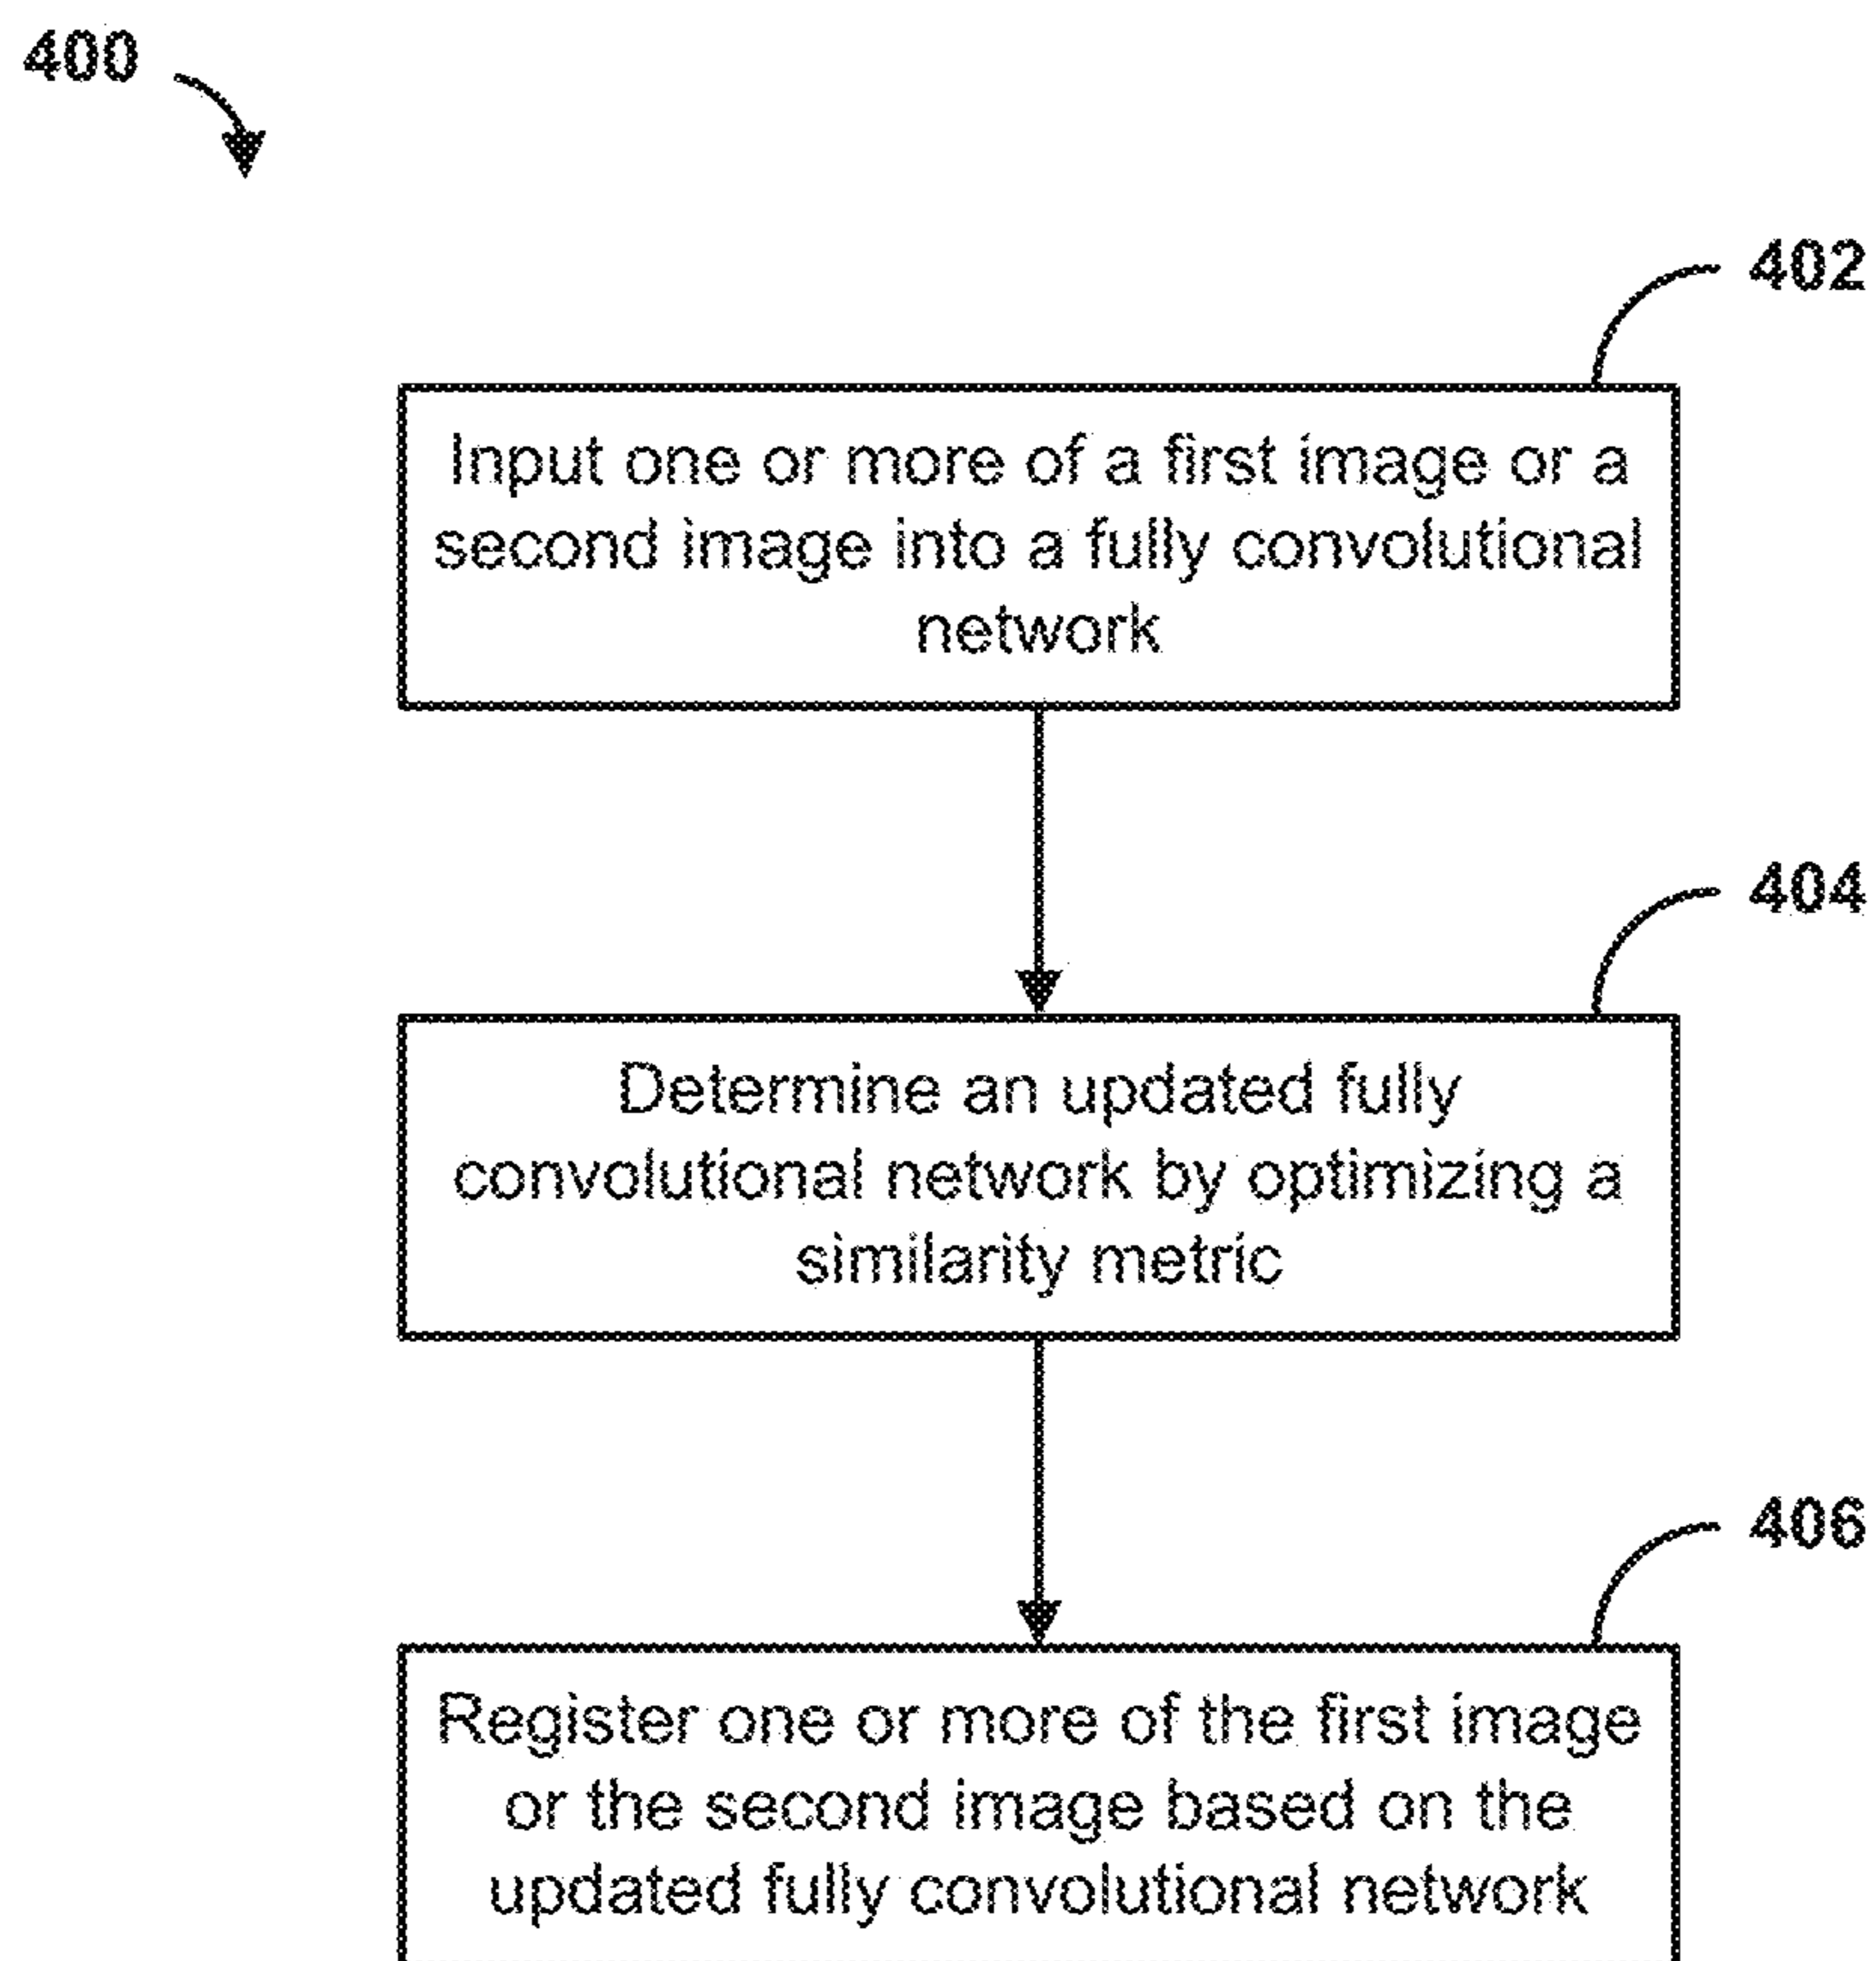 400
402
Input one or more of a first image or a
second image into a fully convolutional
network
404
Determine an updated fully
convolutional network by optimizing a
similarity metric
406
Register one or more of the first image
or the second image based on the
updated fully convolutional network